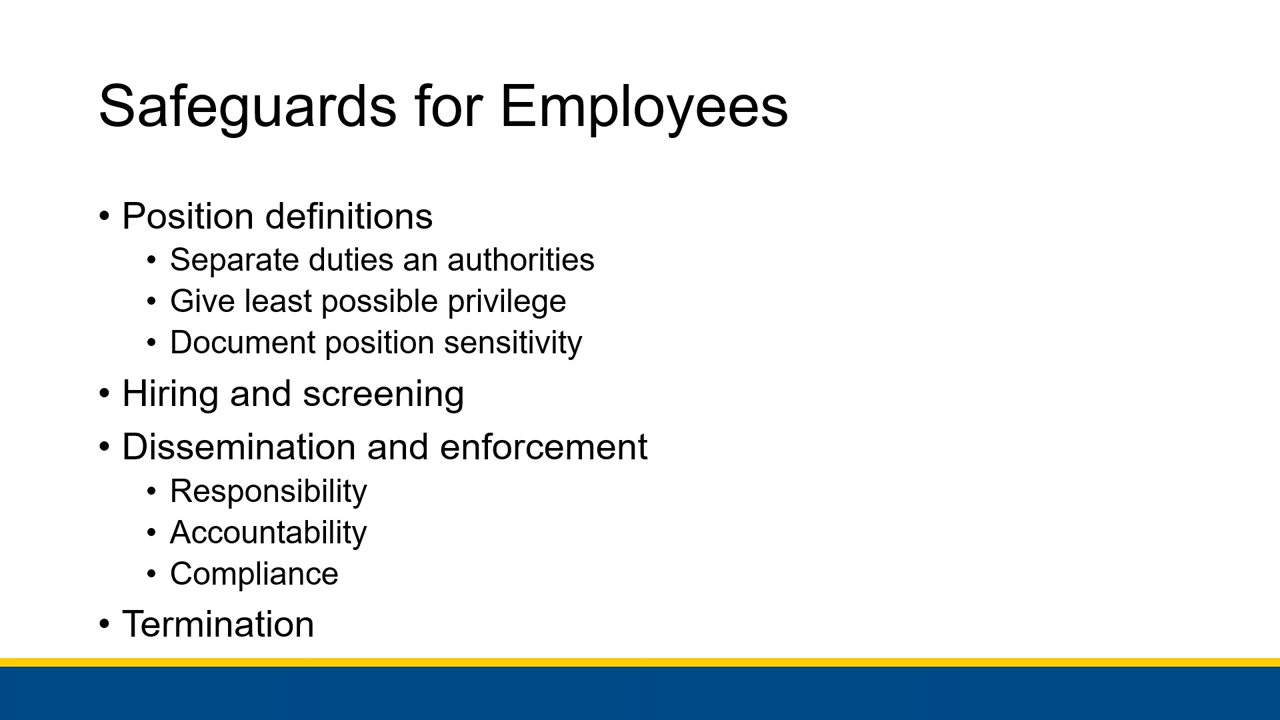 Safeguards for Employees
• Position definitions
• Separate duties an authorities
• Give least possible privilege
• Document position sensitivity
• Hiring and screening
• Dissemination and enforcement
• Responsibility
• Accountability
• Compliance
• Termination